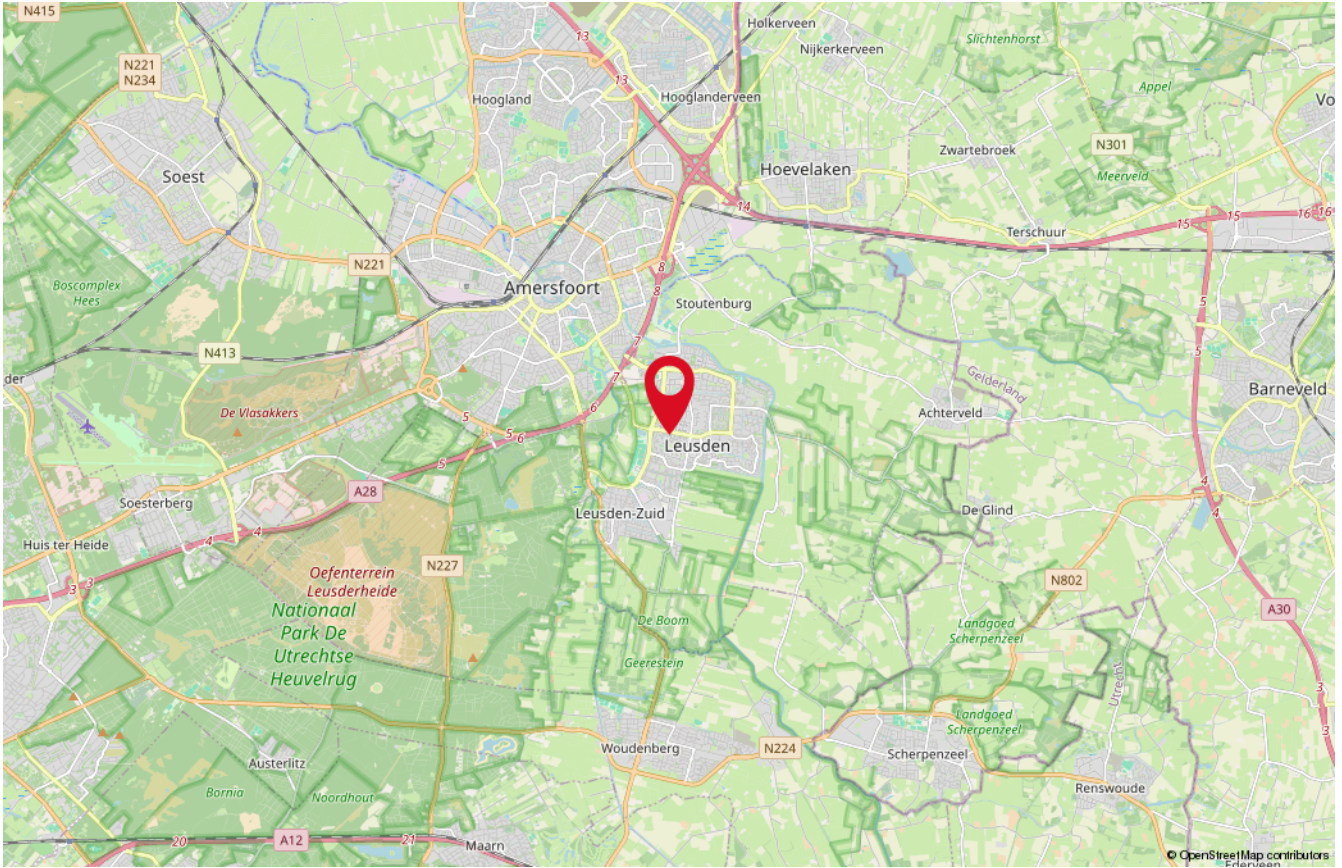 N415
13
Holkerveen
Nijkerkerveen
Slichtenhorst
N221
N234
13
Hoogland
Hooglanderveen
Appel
Vo
N301
Zwartebroek
Soest
Hoevelaken
Meerveld
14
15
15
16
16
Terschuur
N221
8
Boscomplex
Hees
Amersfoort
8
Stoutenburg
5
N413
7
7
5
der
Gelderland
Barneveld
De Vlasakkers
5
6
Achterveld
5
6
Leusden
5
A28
4
Soesterberg
Leusden-Zuid
4
De Glind
4
4
Huis ter Heide
N227
Oefenterrein
Leusderheide
N802
3
3
Nationaal
Park De
Utrechtse
Heuvelrug
A30
De Boom
Landgoed
Scherpenzeel
Geerestein
Utrecht
3
Landgoed
Scherpenzeel
3
Woudenberg
N224
Scherpenzeel
Austerlitz
Renswoude
Bornia
Noordhout
20
A12
21
Maarn
© OpenStreetMap contributors
Ederveen